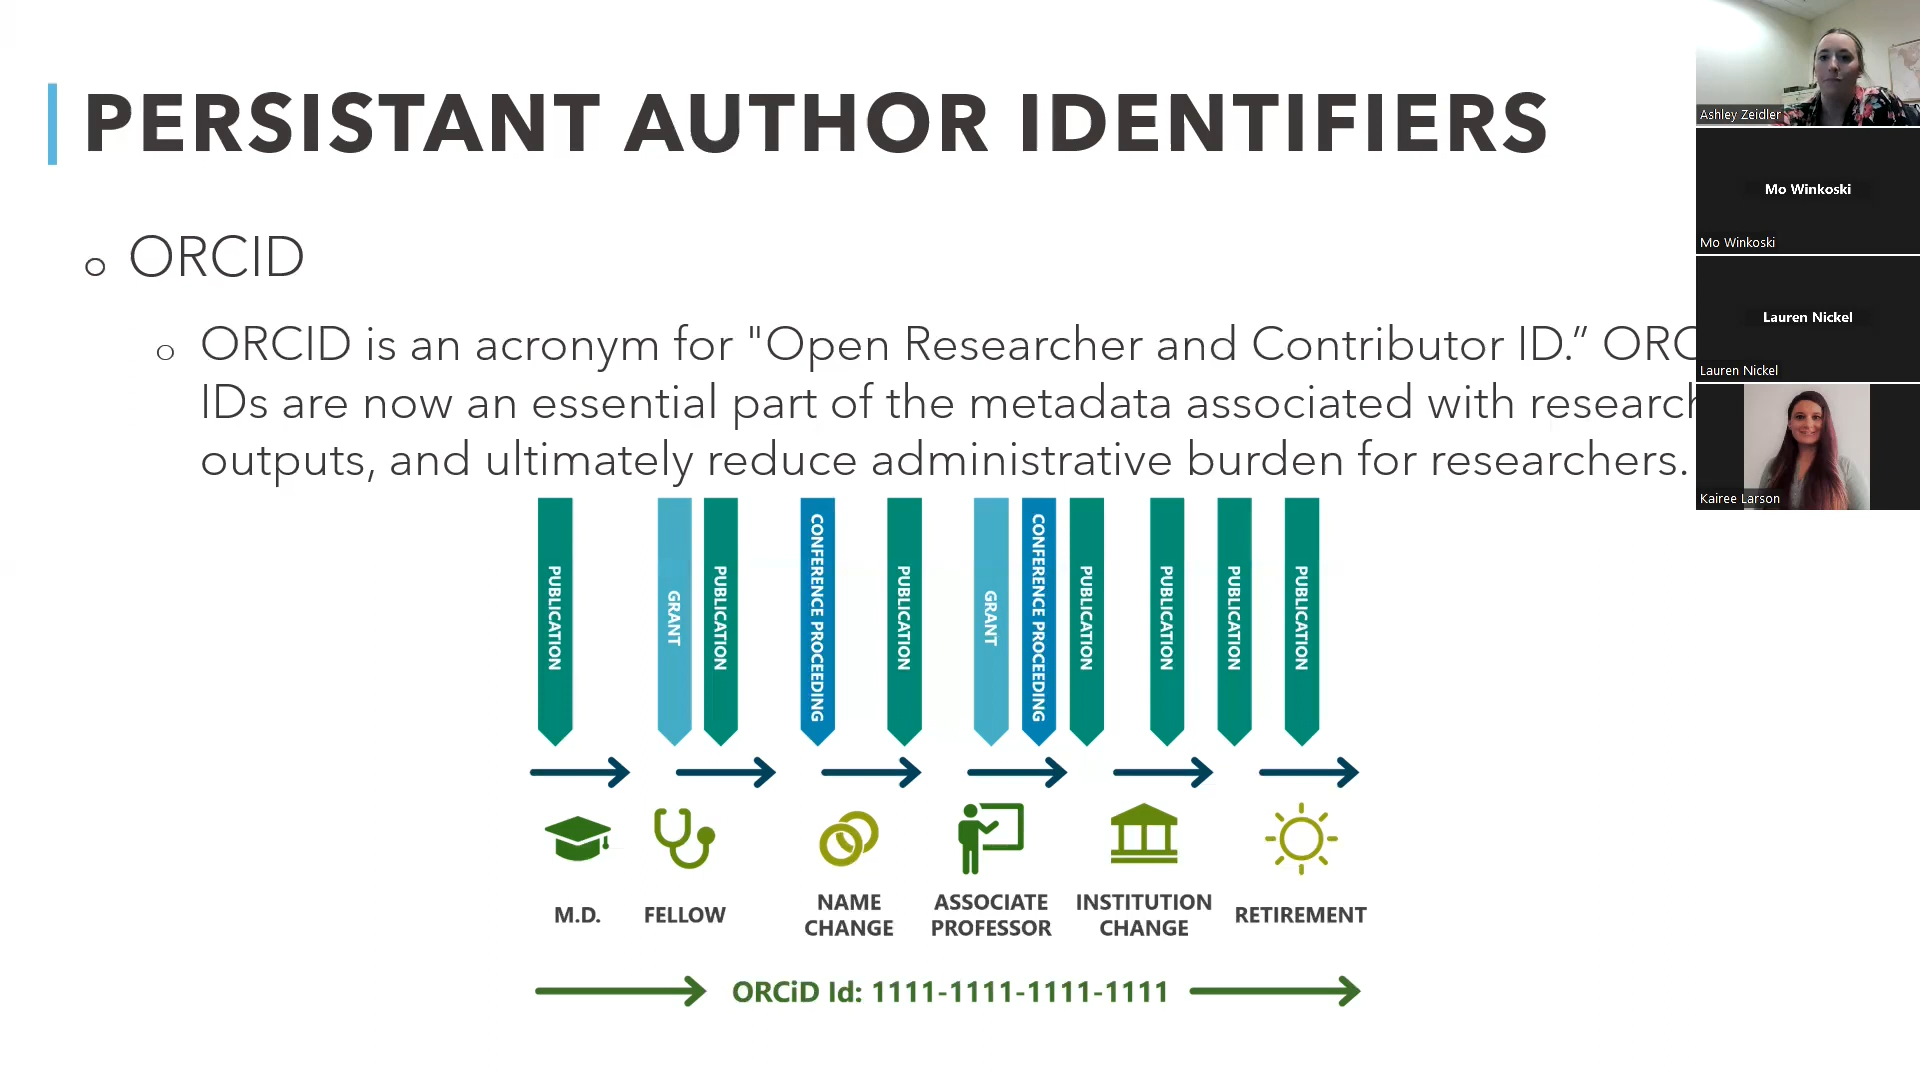 PERSISTANT AUTHOR IDENTIFIERS
o ORCID
o ORCID is an acronym for "Open Researcher and Contributor ID.” ORC
IDs are now an essential part of the metadata associated with research
outputs, and ultimately reduce administrative burden for researchers.
PUBLICATION
GRANT
PUBLICATION
CONFERENCE PROCEEDING
PUBLICATION
GRANT
CONFERENCE PROCEEDING
PUBLICATION
PUBLICATION
PUBLICATION
PUBLICATION
M.D.
FELLOW
NAME
CHANGE
ASSOCIATE
PROFESSOR
INSTITUTION
CHANGE
RETIREMENT
ORCiD Id: 1111-1111-1111-1111
Ashley Zeidler
Mo Winkoski
Mo Winkoski
Lauren Nickel
Lauren Nickel
Kairee Larson